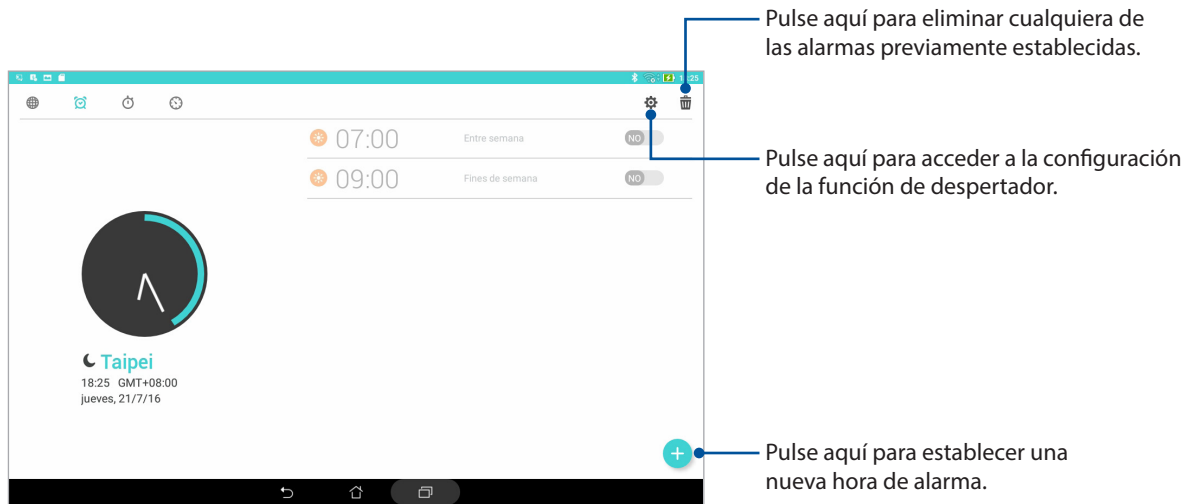 Pulse aquí para eliminar cualquiera de
las alarmas previamente establecidas.
18:25
07:00 Entre semana NO
09:00 Fines de semana NO
Pulse aquí para acceder a la configuración
de la función de despertador.
Taipei
18:25 GMT+08:00
jueves, 21/7/16
Pulse aquí para establecer una
nueva hora de alarma.